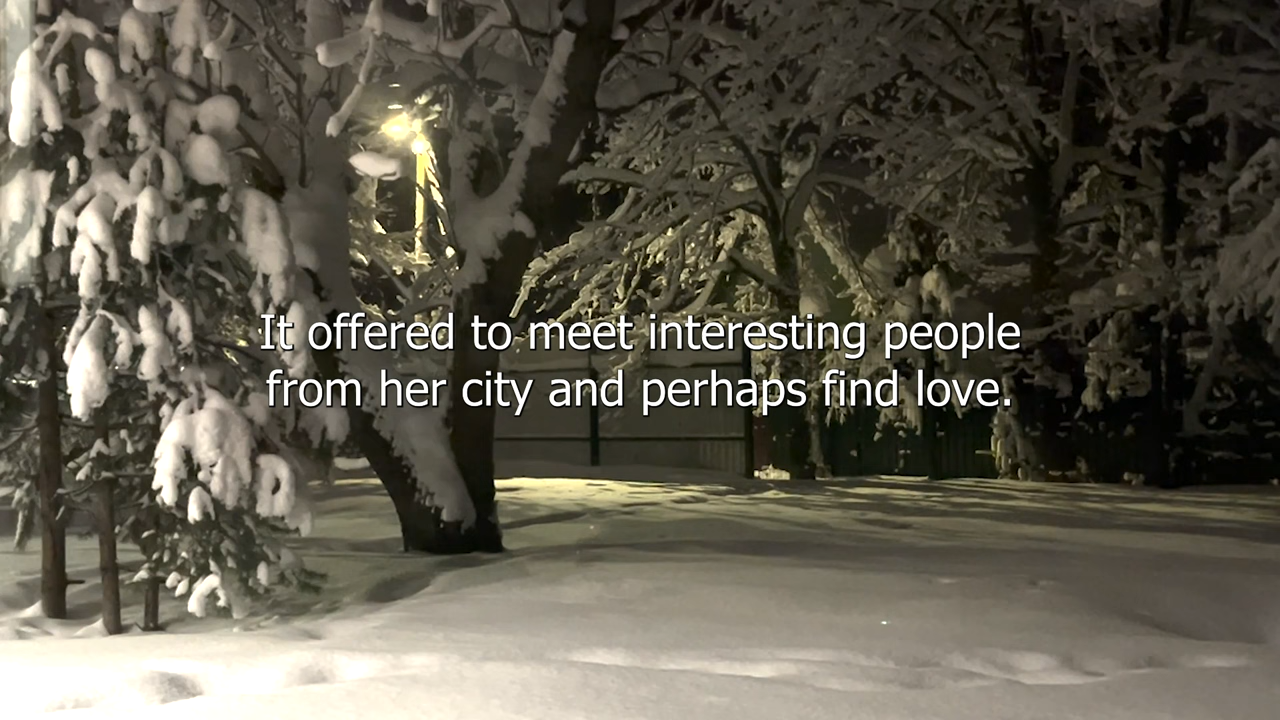 It offered to meet interesting people
from her city and perhaps find love.